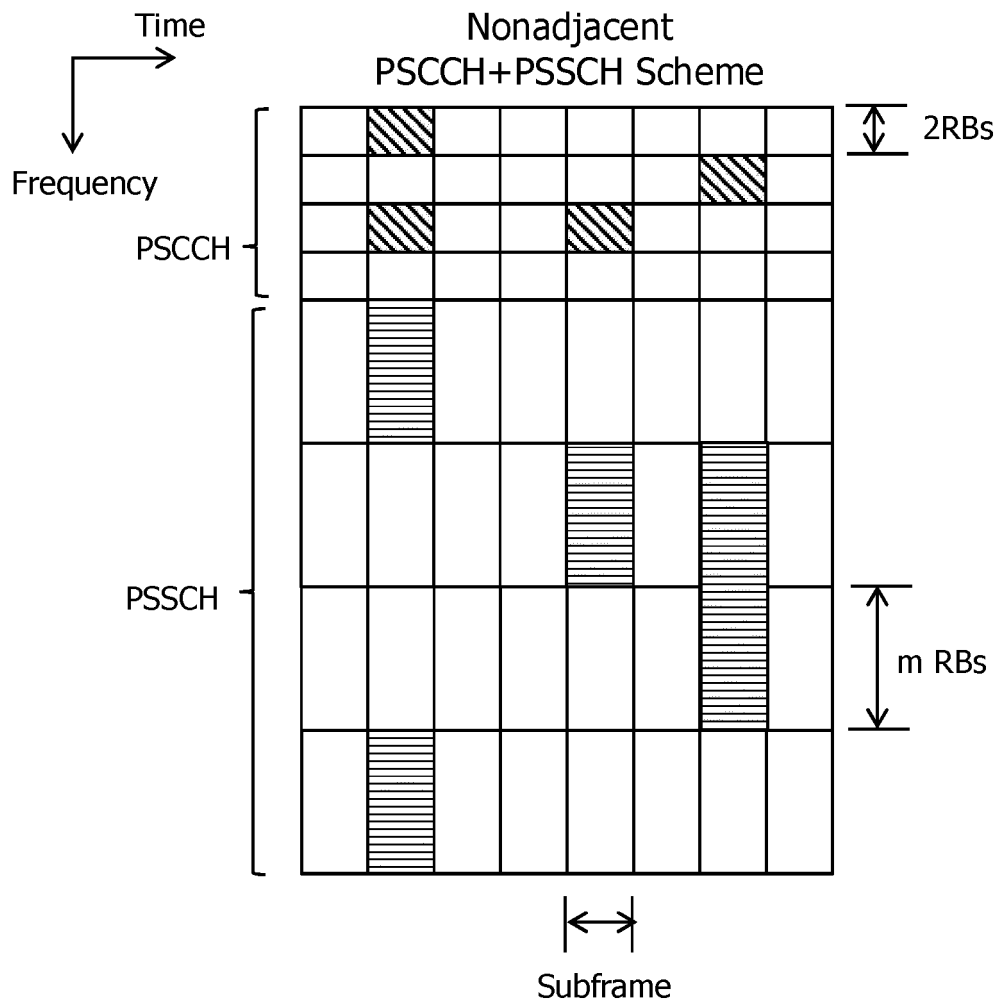 Time
Nonadjacent
PSCCH+PSSCH Scheme
2RBs
Frequency
PSCCH
PSSCH
m RBs
Subframe